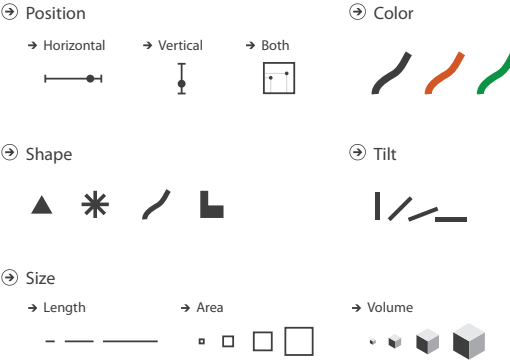 Position
Horizontal
Vertical
Both
Color
Shape
Tilt
Size
Length
Area
Volume